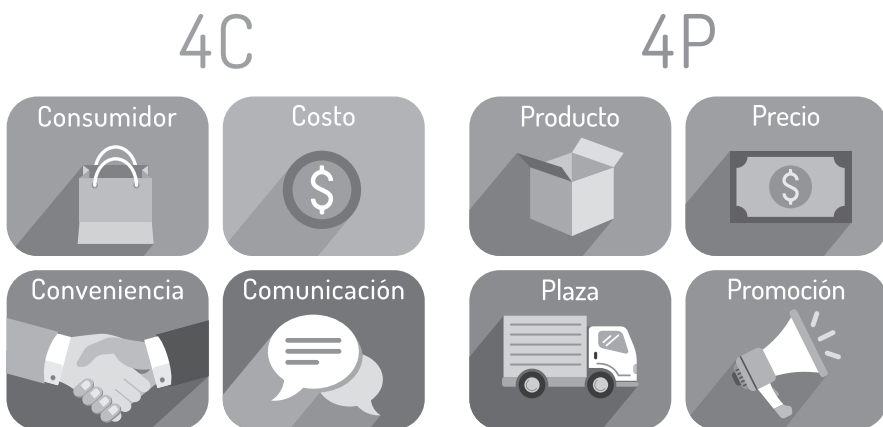 4C
4P
Consumidor
Costo
$
Producto
Precio
$
Conveniencia
Comunicación
Plaza
Promoción